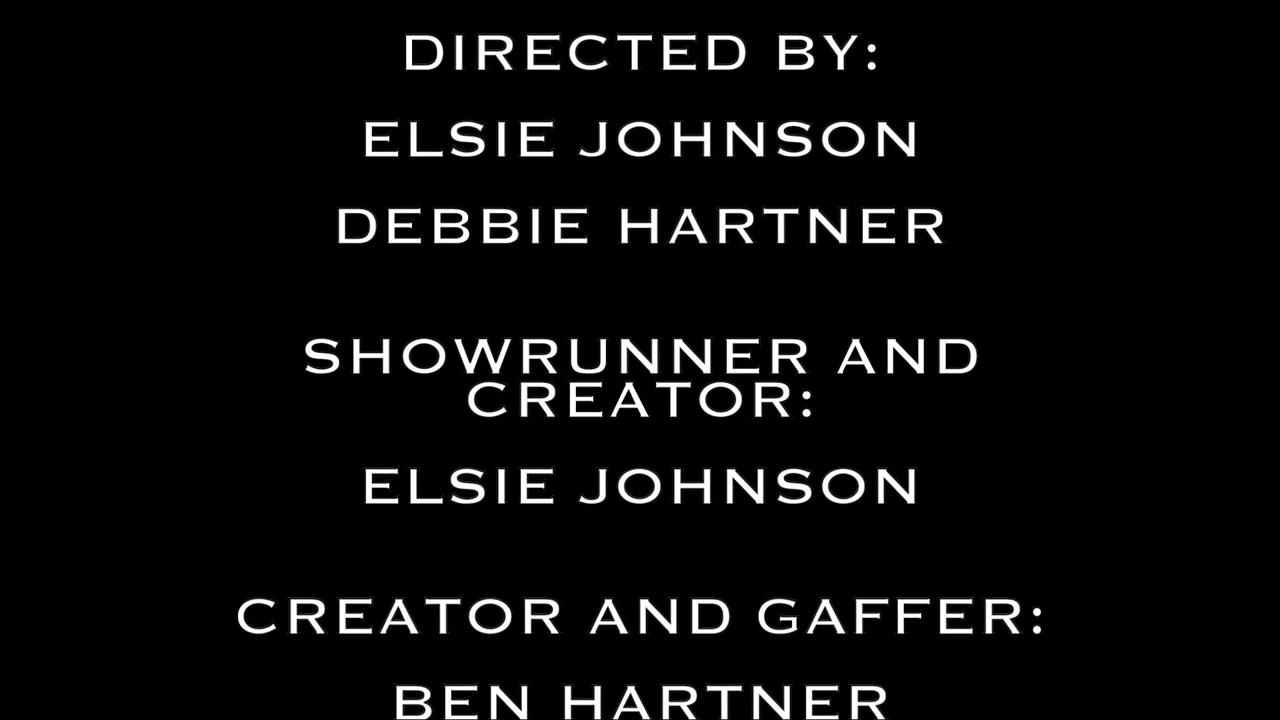 DIRECTED BY:
ELSIE JOHNSON
DEBBIE HARTNER
SHOWRUNNER AND
CREATOR:
ELSIE JOHNSON
CREATOR AND GAFFER:
BEN HARTNER